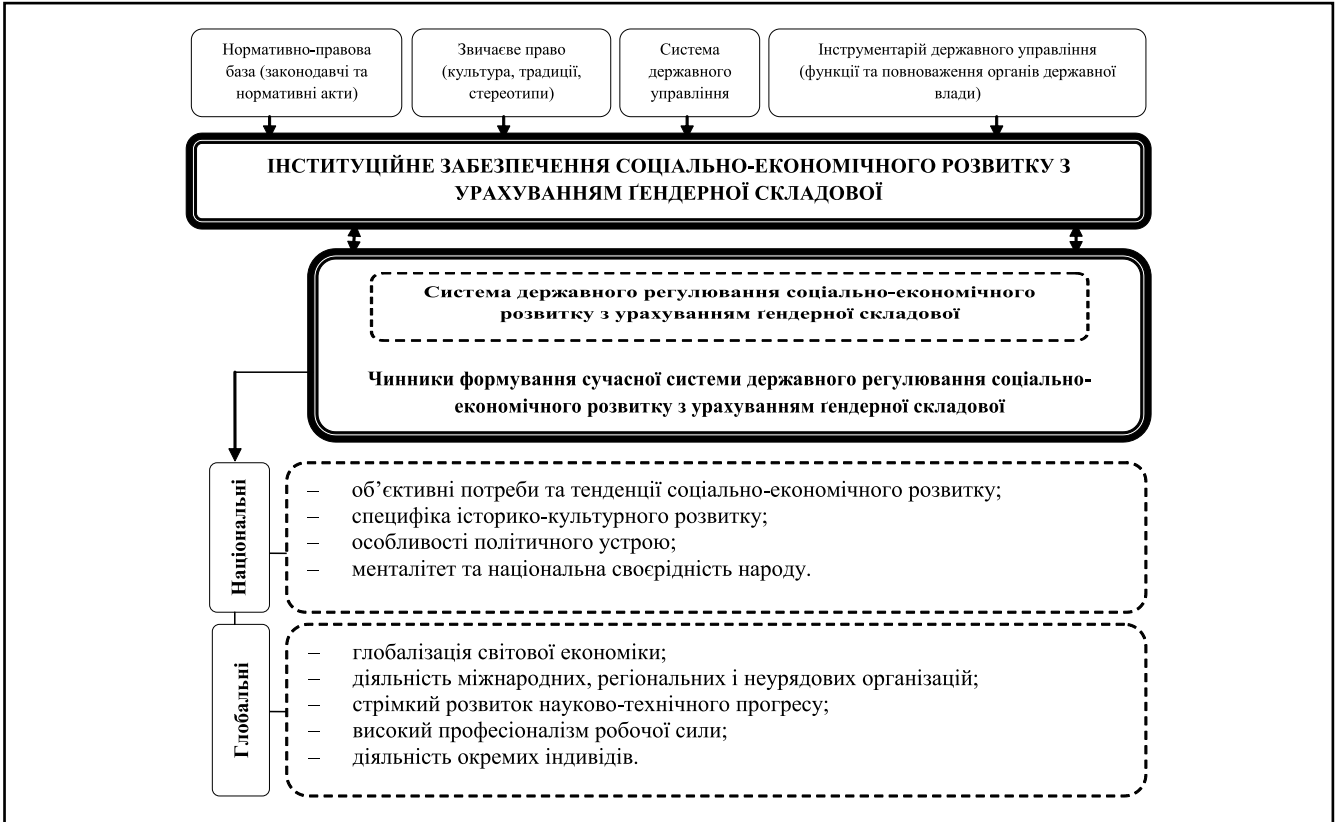 Нормативно-правова
база (законодавчі та
нормативні акти)
Звичаєве право
(культура, традиції,
стереотипи)
Система
державного
управління
Інструментарій державного управління
(функції та повноваження органів державної
влади)
ІНСТИТУЦІЙНЕ ЗАБЕЗПЕЧЕННЯ СОЦІАЛЬНО-ЕКОНОМІЧНОГО РОЗВИТКУ З
УРАХУВАННЯМ ҐЕНДЕРНОЇ СКЛАДОВОЇ
Система державного регулювання соціально-економічного
розвитку з урахуванням ґендерної складової
Чинники формування сучасної системи державного регулювання соціально-
економічного розвитку з урахуванням ґендерної складової
Національні
– об’єктивні потреби та тенденції соціально-економічного розвитку;
– специфіка історико-культурного розвитку;
– особливості політичного устрою;
– менталітет та національна своєрідність народу.
Глобальні
– глобалізація світової економіки;
– діяльність міжнародних, регіональних і неурядових організацій;
– стрімкий розвиток науково-технічного прогресу;
– високий професіоналізм робочої сили;
– діяльність окремих індивідів.